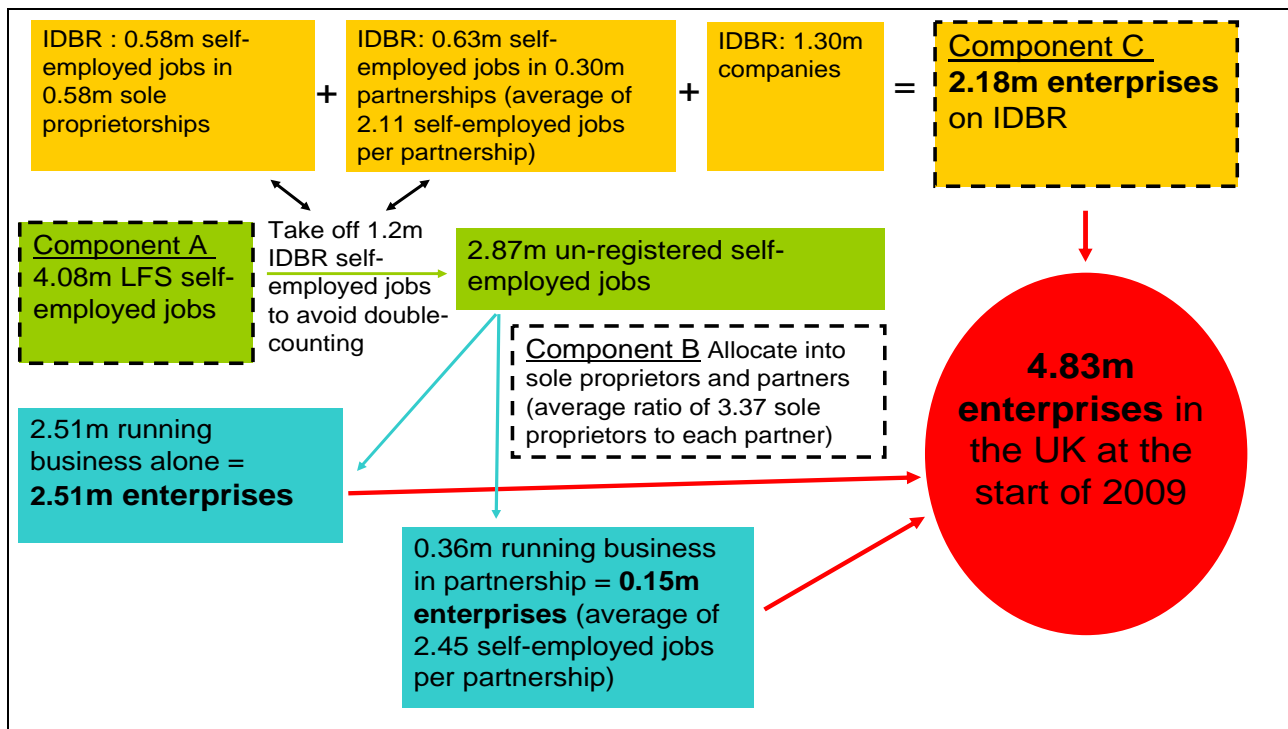 IDBR : 0.58m self-
employed jobs in
0.58m sole
proprietorships
+
IDBR: 0.63m self-
employed jobs in 0.30m
partnerships (average of
2.11 self-employed jobs
per partnership)
+
IDBR: 1.30m
companies
=
Component C
2.18m enterprises
on IDBR
Component A
4.08m LFS self-
employed jobs
Take off 1.2m
IDBR self-
employed jobs
to avoid double-
counting
2.87m un-registered self-
employed jobs
Component B Allocate into
sole proprietors and partners
(average ratio of 3.37 sole
proprietors to each partner)
2.51m running
business alone =
2.51m enterprises
0.36m running business
in partnership = 0.15m
enterprises (average of
2.45 self-employed jobs
per partnership)
4.83m
enterprises in
the UK at the
start of 2009